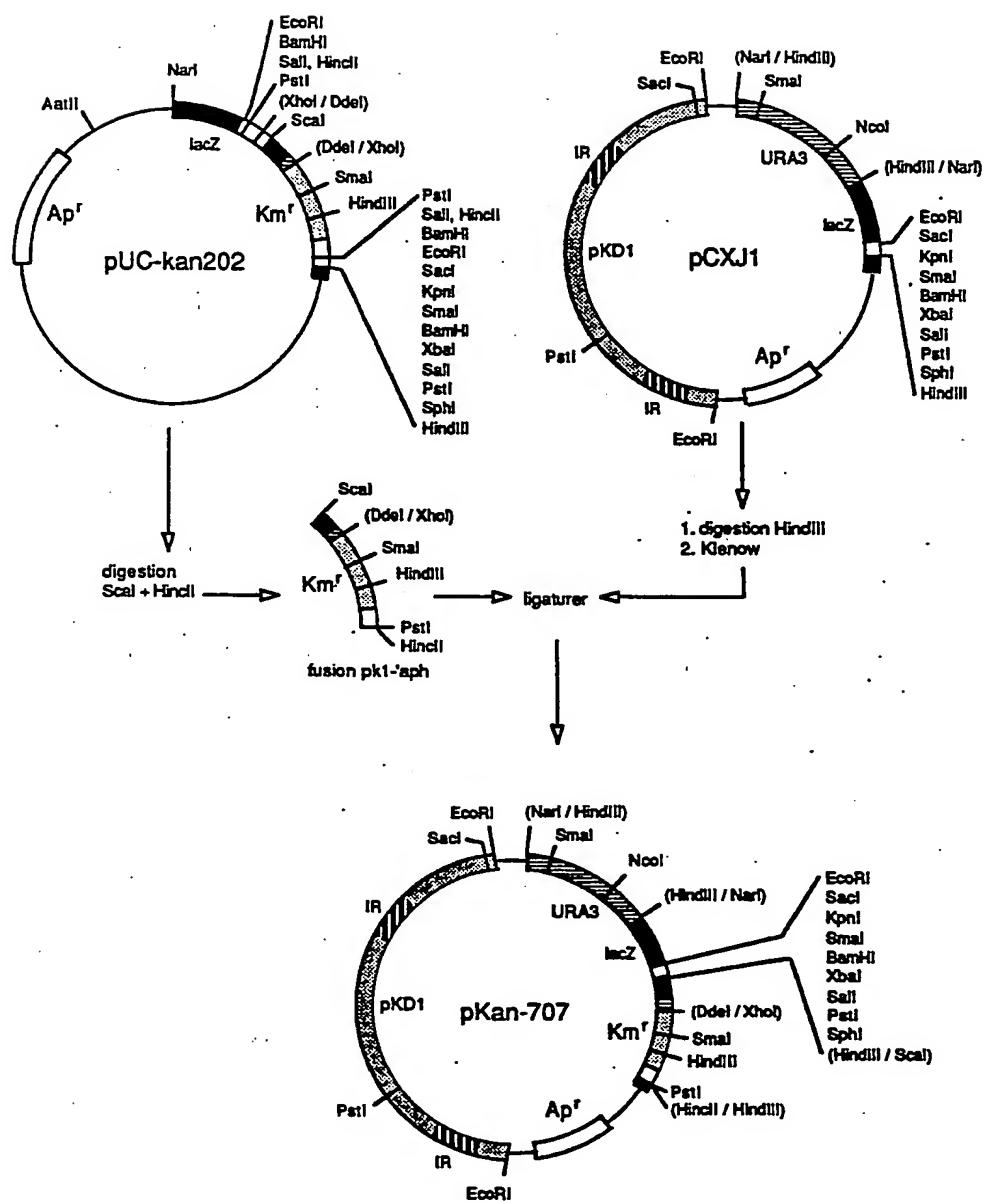 EcoRI
BamHI
SalI, HincII
PstI
(XhoI / DdeI)
ScaI
NarI
AatII
lacZ
(DdeI / XhoI)
SmaI
HindIII
Kmʳ
Apʳ
pUC-kan202
PstI
SalI, HincII
BamHI
EcoRI
SacI
KpnI
SmaI
BamHI
XbaI
SalI
PstI
SphI
HindIII
EcoRI
(NarI / HindIII)
SacI
SmaI
NcoI
IR
URA3
(HindIII / NarI)
lacZ
pKD1
pCXJ1
EcoRI
SacI
KpnI
SmaI
BamHI
XbaI
SalI
PstI
SphI
HindIII
PstI
Apʳ
IR
EcoRI
digestion
ScaI + HincII
ScaI
(DdeI / XhoI)
SmaI
HindIII
Kmʳ
PstI
HincII
fusion pk1-'aph
ligaturer
1. digestion HindIII
2. Klenow
EcoRI
(NarI / HindIII)
SacI
SmaI
NcoI
IR
URA3
(HindIII / NarI)
lacZ
pKD1
pKan-707
EcoRI
SacI
KpnI
SmaI
BamHI
XbaI
SalI
PstI
SphI
(HindIII / ScaI)
(DdeI / XhoI)
Kmʳ
SmaI
HindIII
PstI
(HincII / HindIII)
PstI
Apʳ
IR
EcoRI